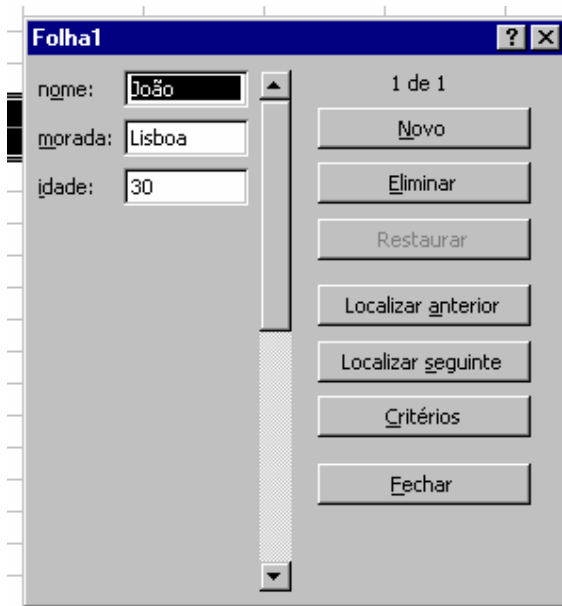 Folha1
nome: João
morada: Lisboa
idade: 30
1 de 1
Novo
Eliminar
Restaurar
Localizar anterior
Localizar seguinte
Critérios
Fechar